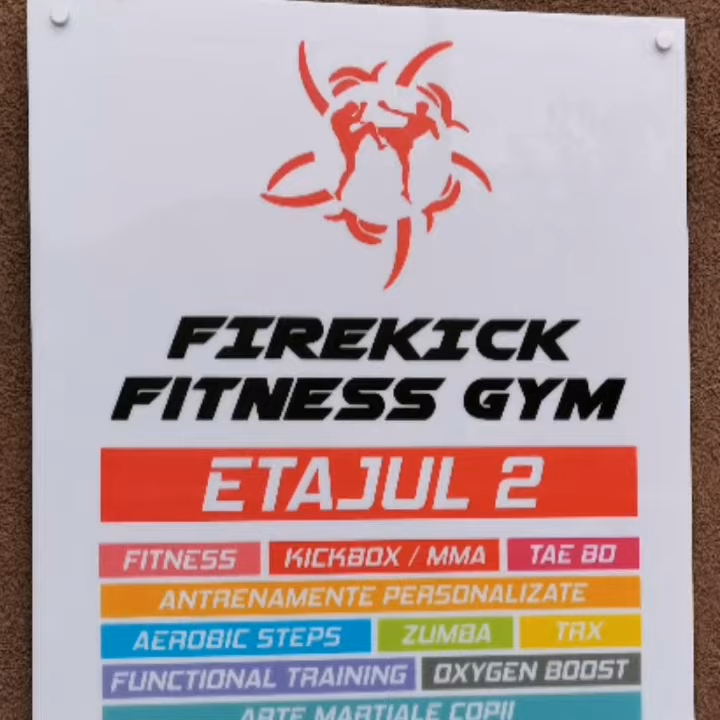 FIREKICK
FITNESS GYM
ETAJUL 2
FITNESS KICKBOX / MMA TAE BO
ANTRENAMENTE PERSONALIZATE
AEROBIC STEPS ZUMBA TRX
FUNCTIONAL TRAINING OXYGEN BOOST
ARTE MARTIALE COPII